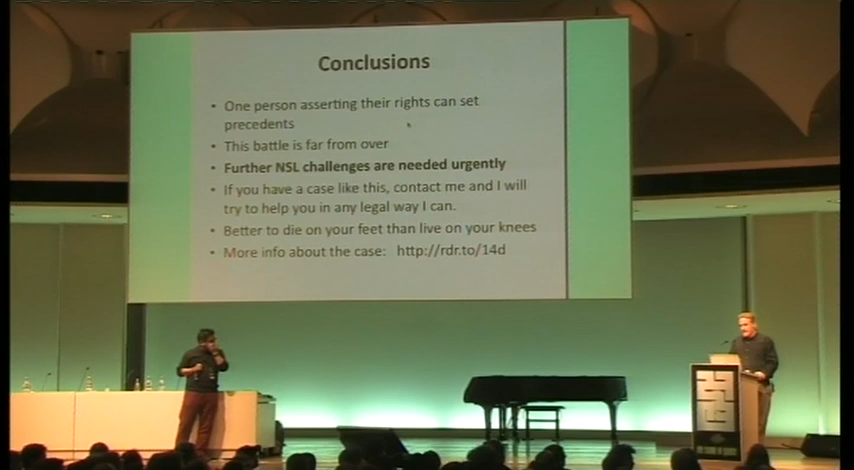 Conclusions
• One person asserting their rights can set
precedents
• This battle is far from over
• Further NSL challenges are needed urgently
• If you have a case like this, contact me and I will
try to help you in any legal way I can.
• Better to die on your feet than live on your knees
• More info about the case: http://rdr.to/14d